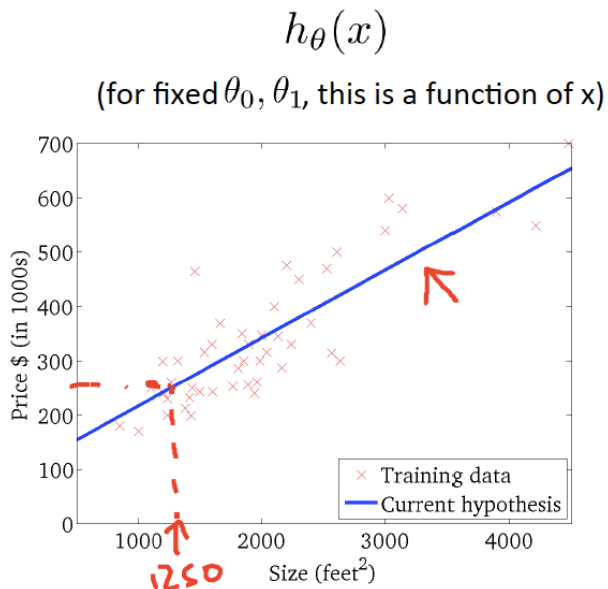 h_θ(x)
(for fixed θ₀, θ₁, this is a function of x)
700
600
500
400
300
200
100
0
Price $ (in 1000s)
Training data
Current hypothesis
1000
2000
3000
4000
1250
Size (feet²)